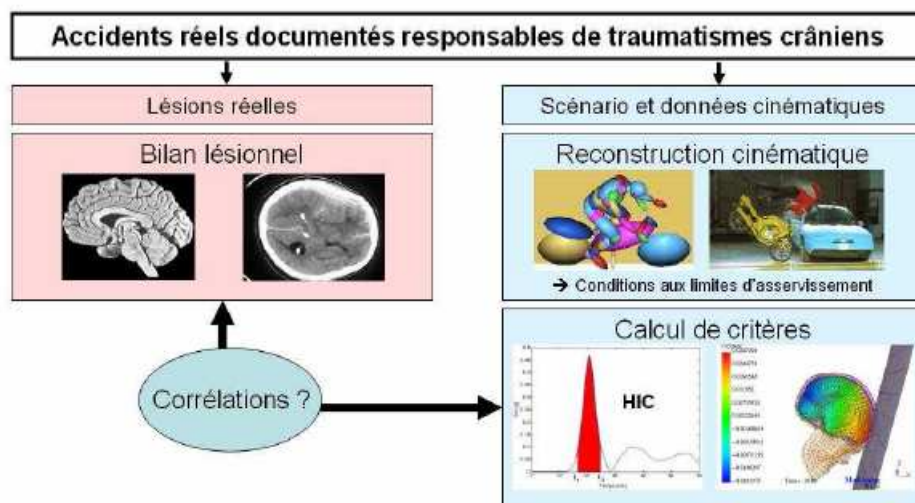 Accidents réels documentés responsables de traumatismes crâniens
Lésions réelles
Bilan lésionnel
Corrélations ?
Scénario et données cinématiques
Reconstruction cinématique
→ Conditions aux limites d'asservissement
Calcul de critères
HIC